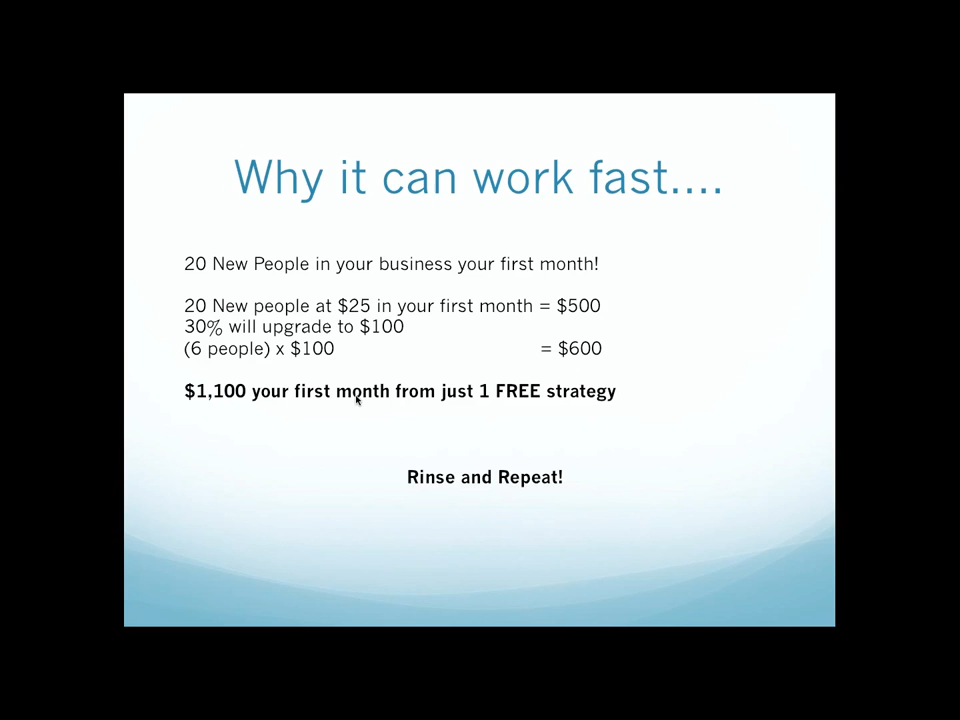 Why it can work fast....
20 New People in your business your first month!
20 New people at $25 in your first month = $500
30% will upgrade to $100
(6 people) x $100 = $600
$1,100 your first month from just 1 FREE strategy
Rinse and Repeat!